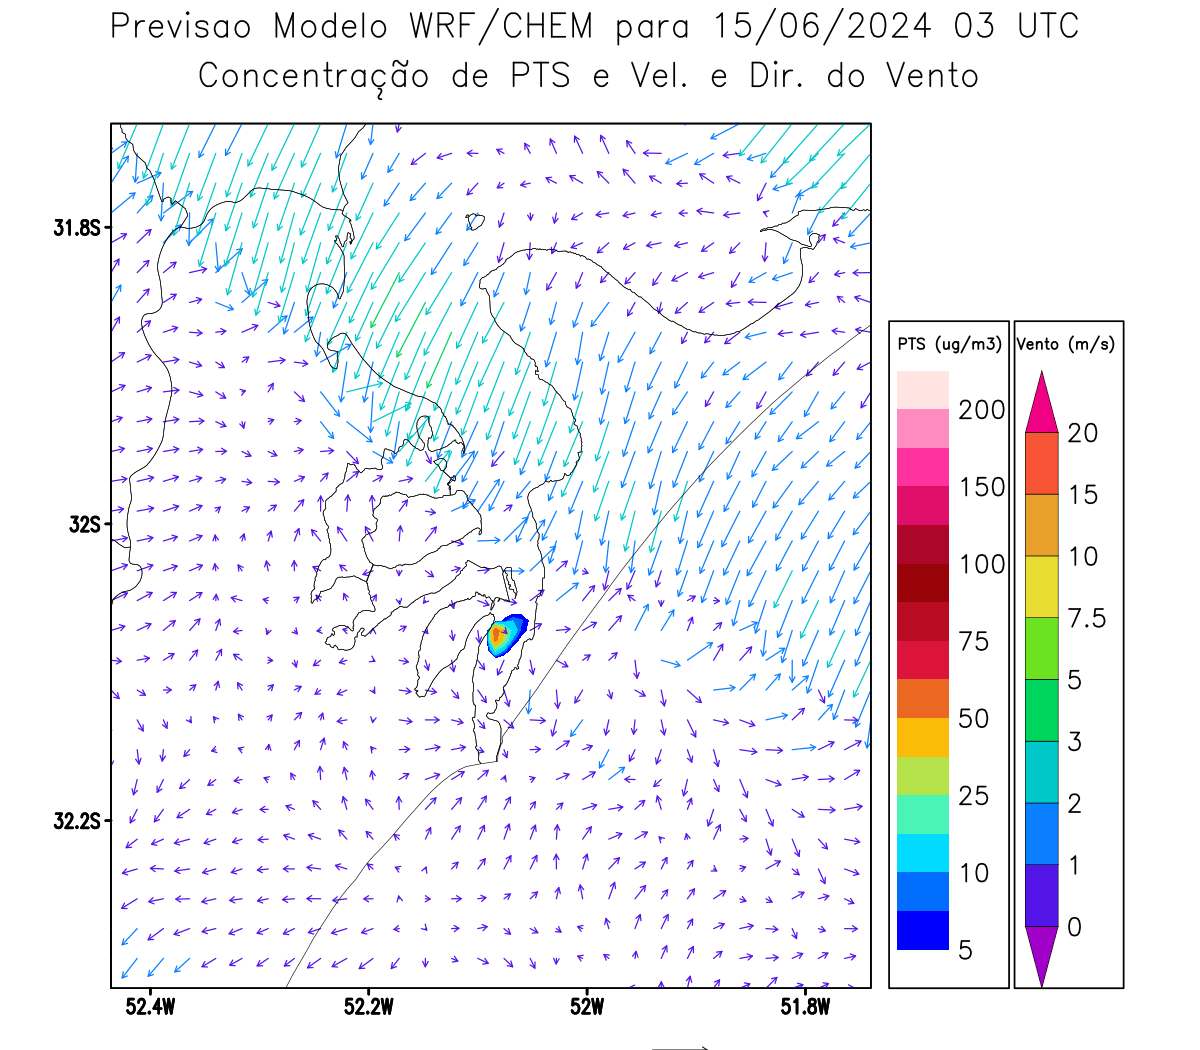 Previsao Modelo WRF/CHEM para 15/06/2024 03 UTC
Concentração de PTS e Vel. e Dir. do Vento
31.8S
32S
32.2S
52.4W
52.2W
52W
51.8W
PTS (ug/m3)
200
150
100
75
50
25
10
5
Vento (m/s)
20
15
10
7.5
5
3
2
1
0